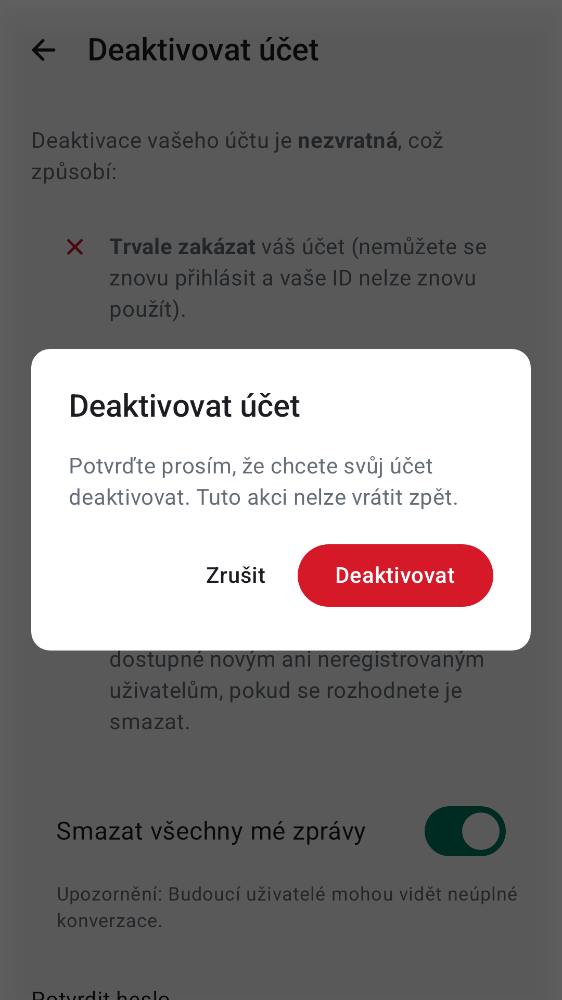 Deaktivovat účet
Deaktivace vašeho účtu je nezvratná, což
způsobí:
Trvale zakázat váš účet (nemůžete se
znovu přihlásit a vaše ID nelze znovu
použít).
Deaktivovat účet
Potvrďte prosím, že chcete svůj účet
deaktivovat. Tuto akci nelze vrátit zpět.
Zrušit
Deaktivovat
dostupné novým ani neregistrovaným
uživatelům, pokud se rozhodnete je
smazat.
Smazat všechny mé zprávy
Upozornění: Budoucí uživatelé mohou vidět neúplné
konverzace.
Potvrdit heslo